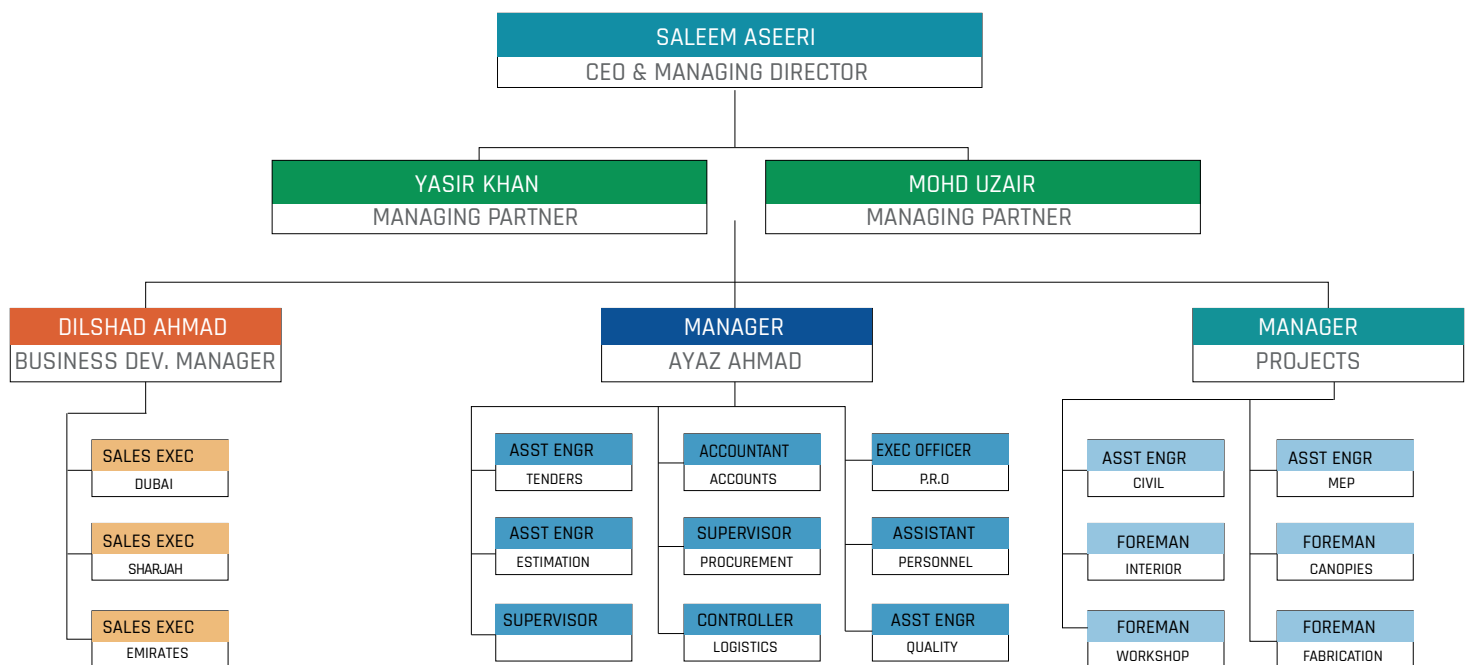 SALEEM ASEERI
CEO & MANAGING DIRECTOR
YASIR KHAN
MANAGING PARTNER
MOHD UZAIR
MANAGING PARTNER
DILSHAD AHMAD
BUSINESS DEV. MANAGER
MANAGER
AYAZ AHMAD
MANAGER
PROJECTS
SALES EXEC
DUBAI
SALES EXEC
SHARJAH
SALES EXEC
EMIRATES
ASST ENGR
TENDERS
ASST ENGR
ESTIMATION
SUPERVISOR
ACCOUNTANT
ACCOUNTS
SUPERVISOR
PROCUREMENT
CONTROLLER
LOGISTICS
EXEC OFFICER
P.R.O
ASSISTANT
PERSONNEL
ASST ENGR
QUALITY
ASST ENGR
CIVIL
FOREMAN
INTERIOR
FOREMAN
WORKSHOP
ASST ENGR
MEP
FOREMAN
CANOPIES
FOREMAN
FABRICATION